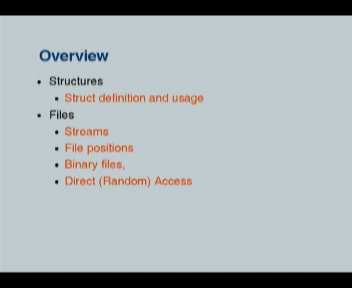 Overview
• Structures
• Struct definition and usage
• Files
• Streams
• File positions
• Binary files,
• Direct (Random) Access